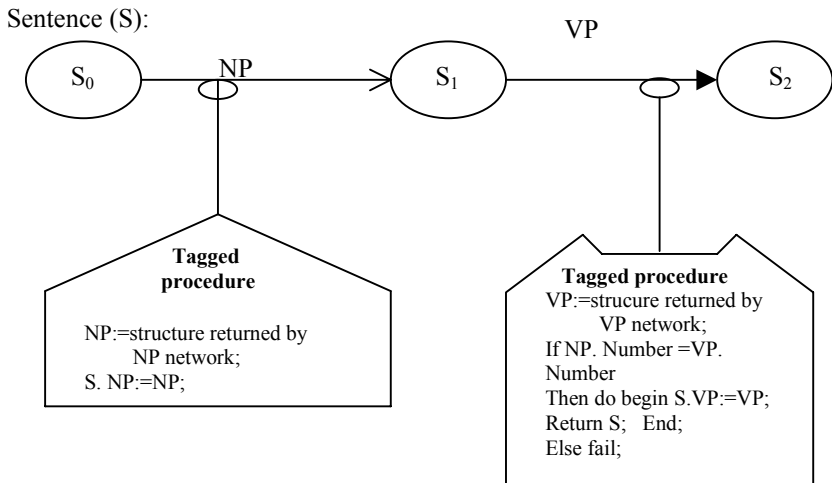 Sentence (S):
VP
NP
S0
S1
S2
Tagged
procedure
NP:=structure returned by
NP network;
S. NP:=NP;
Tagged procedure
VP:=strucure returned by
VP network;
If NP. Number =VP.
Number
Then do begin S.VP:=VP;
Return S; End;
Else fail;